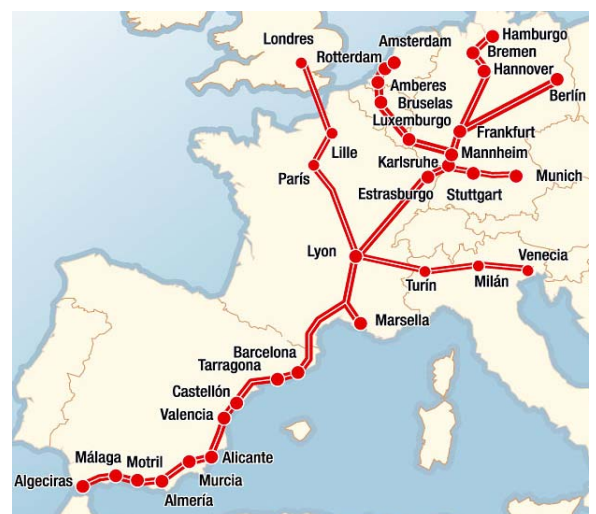 Hamburgo
Londres
Amsterdam
Bremen
Rotterdam
Hannover
Amberes
Berlín
Bruselas
Luxemburgo
Frankfurt
Lille
Mannheim
París
Karlsruhe
Munich
Estrasburgo
Stuttgart
Lyon
Venecia
Turín
Milán
Marsella
Barcelona
Tarragona
Castellón
Valencia
Málaga
Motril
Alicante
Algeciras
Murcia
Almería